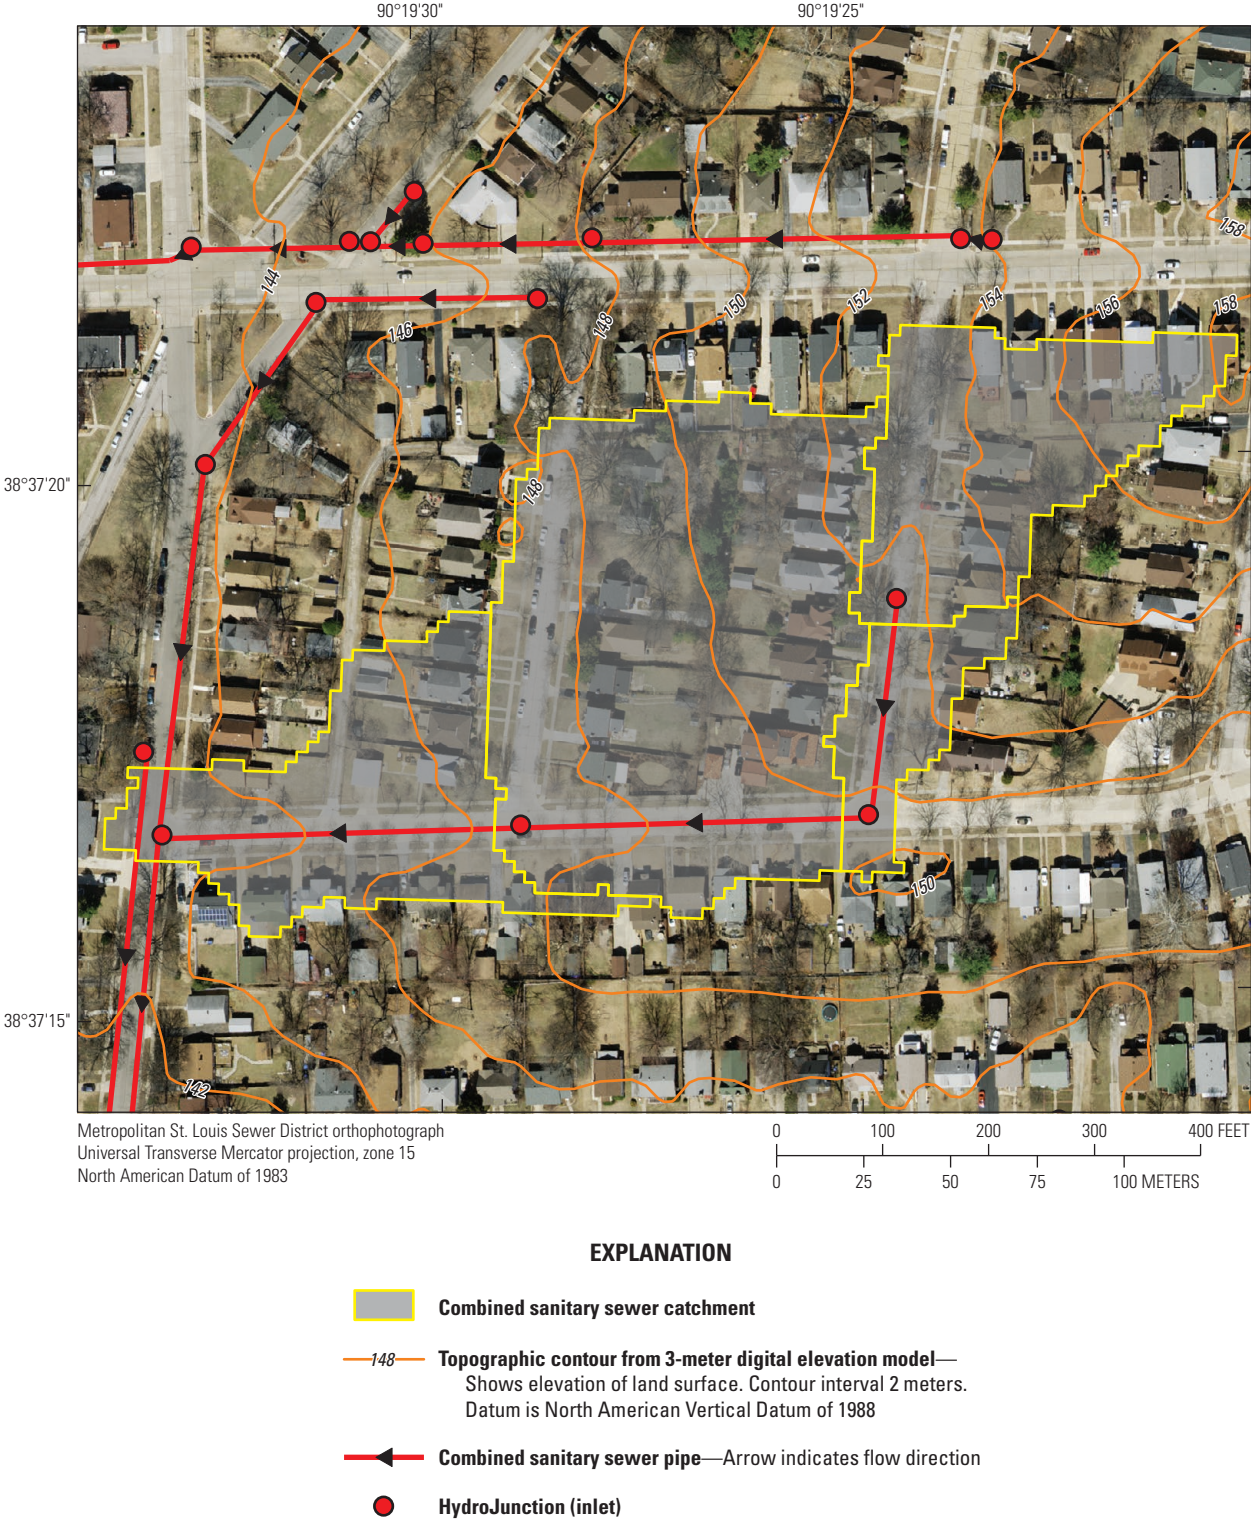 90°19'30"
90°19'25"
158
144
150
152
154
156
158
146
148
38°37'20"
148
150
38°37'15"
142
Metropolitan St. Louis Sewer District orthophotograph
Universal Transverse Mercator projection, zone 15
North American Datum of 1983
0 100 200 300 400 FEET
0 25 50 75 100 METERS
EXPLANATION
Combined sanitary sewer catchment
148 Topographic contour from 3-meter digital elevation model—
Shows elevation of land surface. Contour interval 2 meters.
Datum is North American Vertical Datum of 1988
Combined sanitary sewer pipe—Arrow indicates flow direction
HydroJunction (inlet)